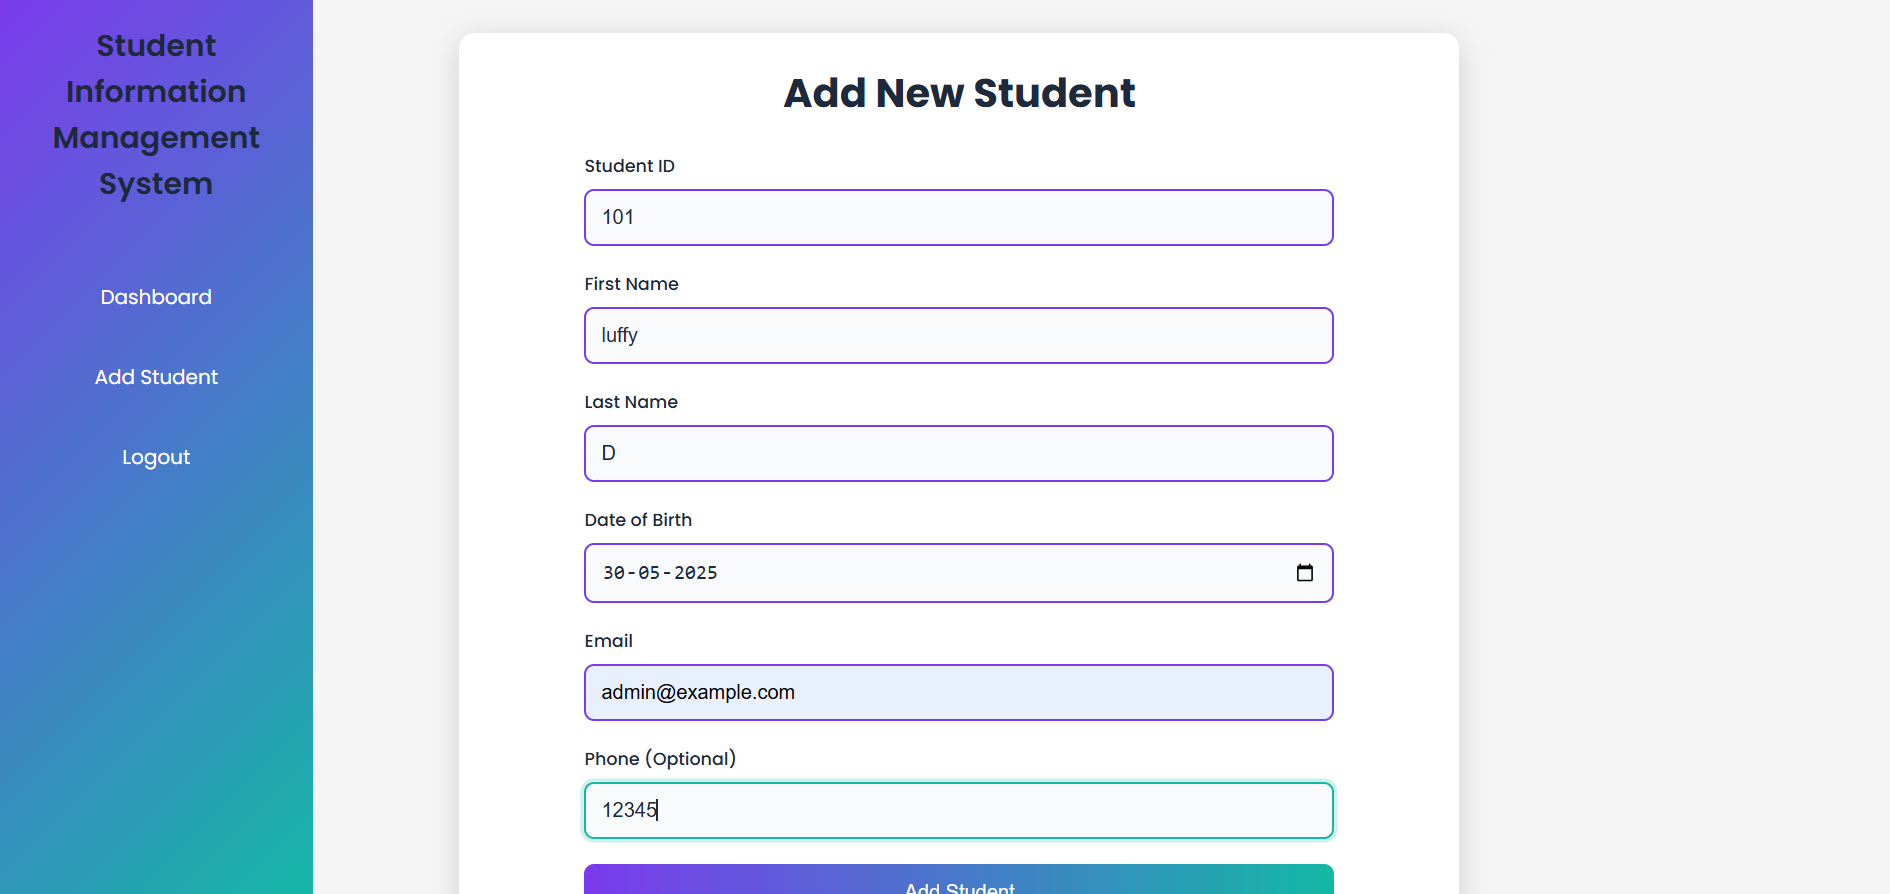 Student
Information
Management
System
Dashboard
Add Student
Logout
Add New Student
Student ID
101
First Name
luffy
Last Name
D
Date of Birth
30-05-2025
Email
admin@example.com
Phone (Optional)
12345
Add Student